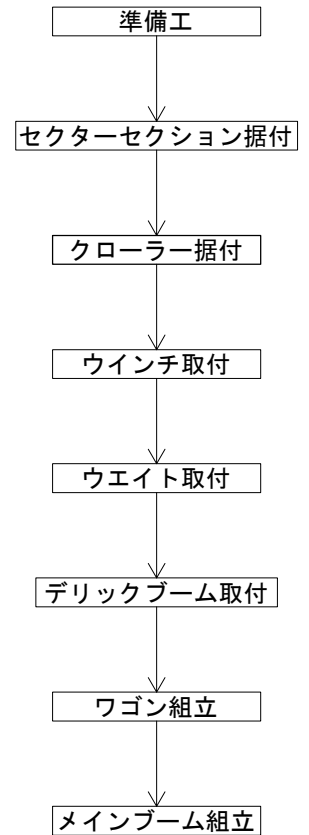 準備工
セクターセクション据付
クローラー据付
ウインチ取付
ウエイト取付
デリックブーム取付
ワゴン組立
メインブーム組立